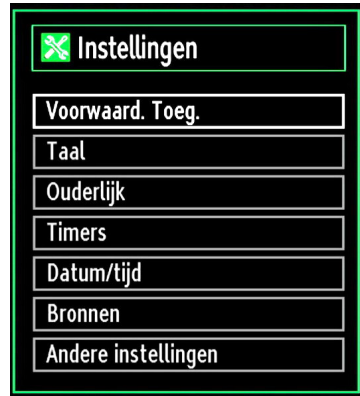 Instellingen
Voorwaard. Toeg.
Taal
Ouderlijk
Timers
Datum/tijd
Bronnen
Andere instellingen